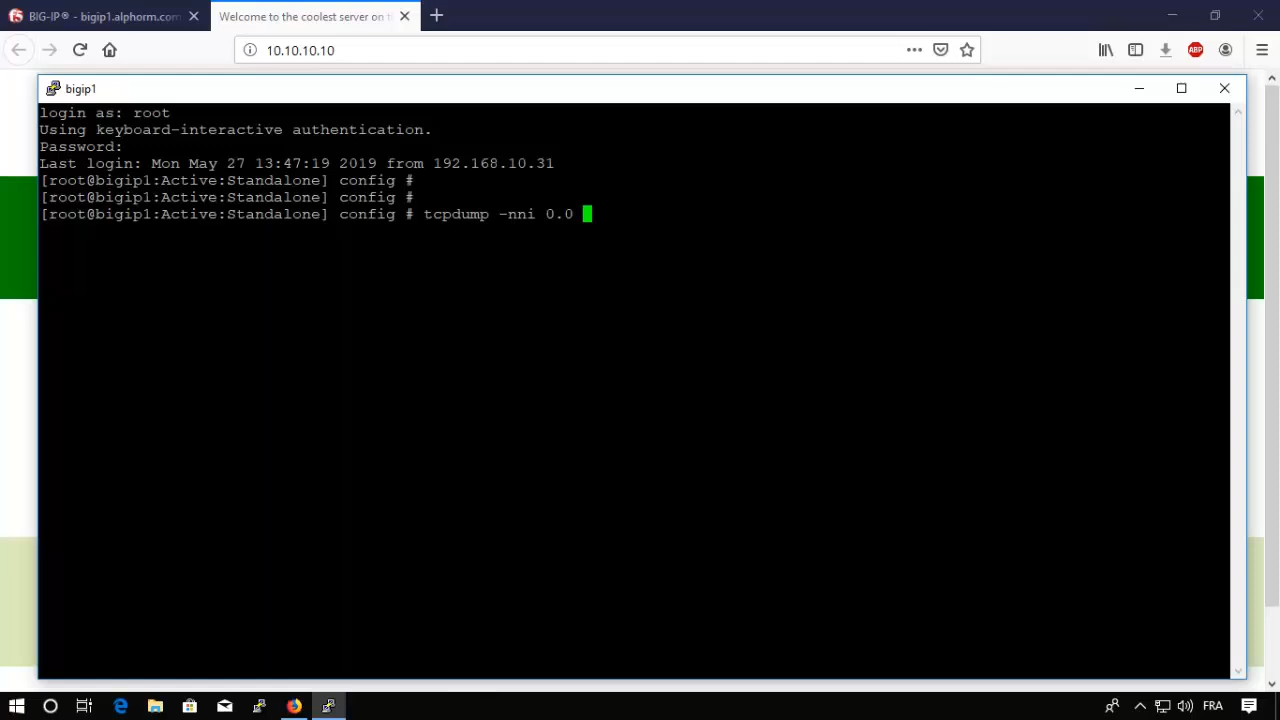 BIG-IP® - bigip1.alphorm.com
Welcome to the coolest server on t
10.10.10.10
ABP
bigip1
login as: root
Using keyboard-interactive authentication.
Password:
Last login: Mon May 27 13:47:19 2019 from 192.168.10.31
[root@bigip1:Active:Standalone] config #
[root@bigip1:Active:Standalone] config #
[root@bigip1:Active:Standalone] config # tcpdump -nni 0.0
FRA